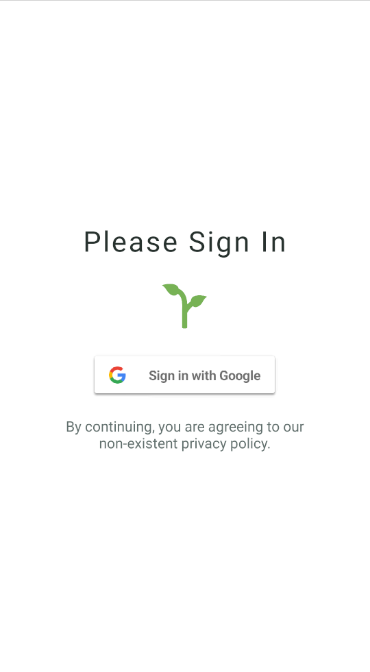 Please Sign In
Sign in with Google
By continuing, you are agreeing to our
non-existent privacy policy.